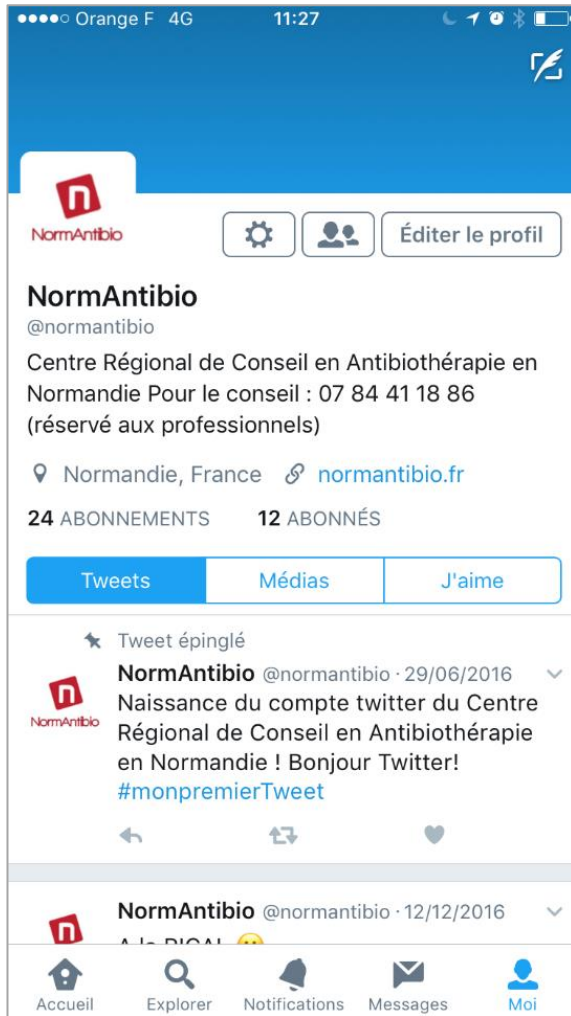 Orange F 4G 11:27
n
NormAntibio
Éditer le profil
NormAntibio
@normantibio
Centre Régional de Conseil en Antibiothérapie en
Normandie Pour le conseil : 07 84 41 18 86
(réservé aux professionnels)
Normandie, France normantibio.fr
24 ABONNEMENTS 12 ABONNÉS
Tweets Médias J'aime
Tweet épinglé
NormAntibio @normantibio · 29/06/2016
n
NormAntibio
Naissance du compte twitter du Centre
Régional de Conseil en Antibiothérapie
en Normandie ! Bonjour Twitter!
#monpremierTweet
NormAntibio @normantibio · 12/12/2016
n
A la
Accueil Explorer Notifications Messages Moi